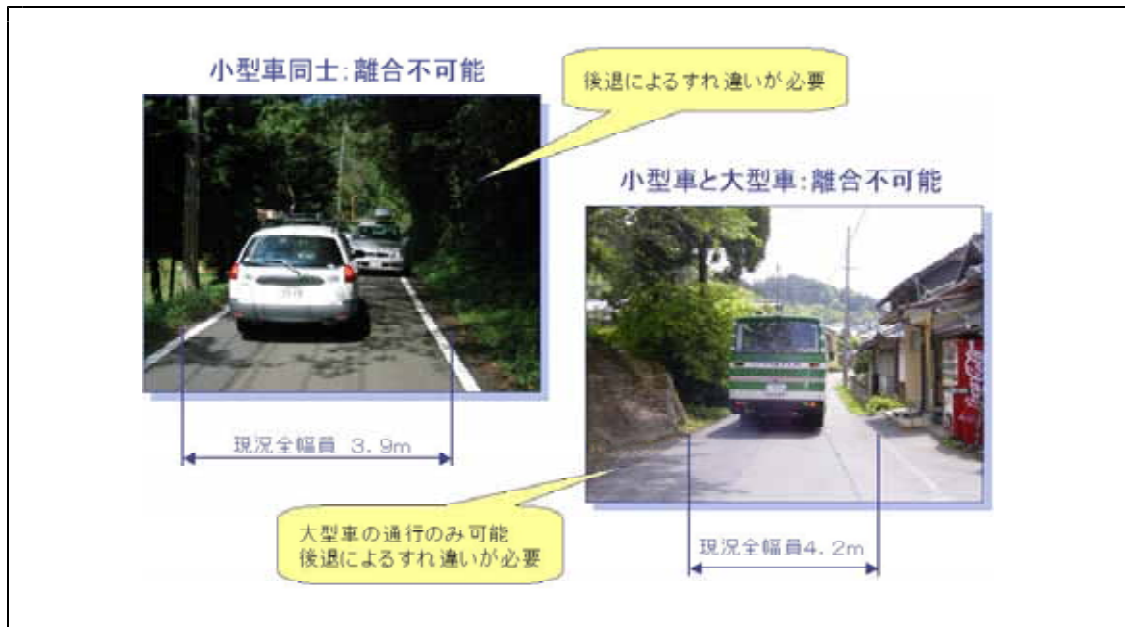 小型車同士:離合不可能
後退によるすれ違いが必要
現況全幅員 3.9m
小型車と大型車:離合不可能
大型車の通行のみ可能
後退によるすれ違いが必要
現況全幅員4.2m